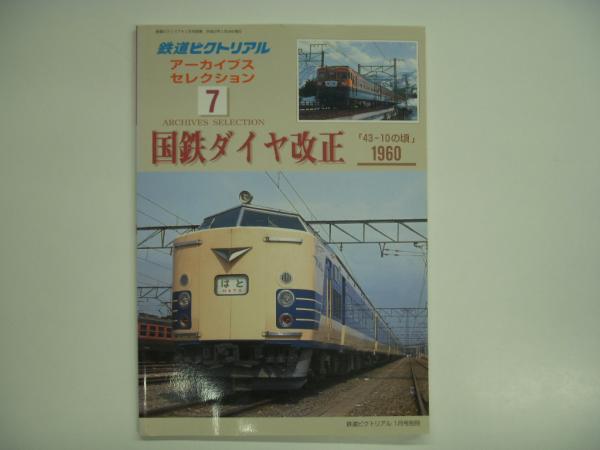 鉄道ピクトリアル
アーカイブス
セレクション
7
ARCHIVES SELECTION
国鉄ダイヤ改正
「43-10の頃」
1960
はと
鉄道ピクトリアル 1月号別冊